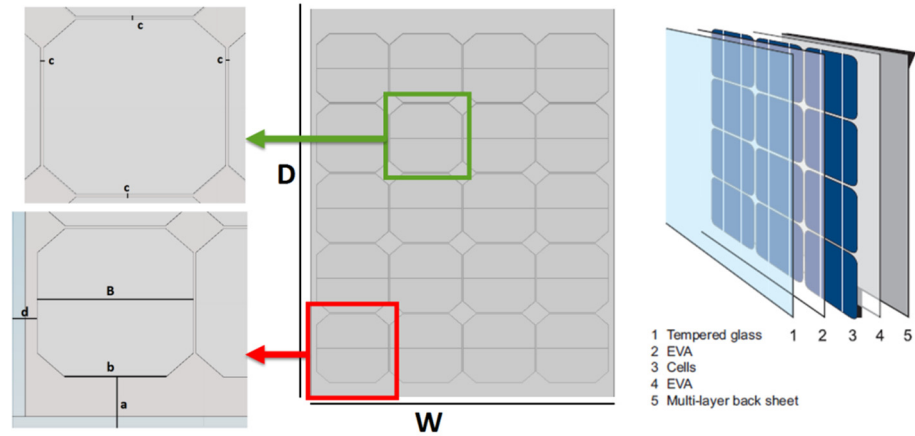 c
c
c
c
B
d
b
a
D
W
1 2 3 4 5
1 Tempered glass
2 EVA
3 Cells
4 EVA
5 Multi-layer back sheet